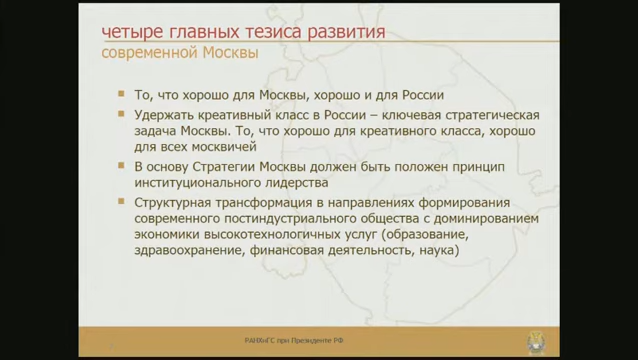 четыре главных тезиса развития
современной Москвы
То, что хорошо для Москвы, хорошо и для России
Удержать креативный класс в России – ключевая стратегическая
задача Москвы. То, что хорошо для креативного класса, хорошо
для всех москвичей
В основу Стратегии Москвы должен быть положен принцип
институционального лидерства
Структурная трансформация в направлениях формирования
современного постиндустриального общества с доминированием
экономики высокотехнологичных услуг (образование,
здравоохранение, финансовая деятельность, наука)
РАНХиГС при Президенте РФ